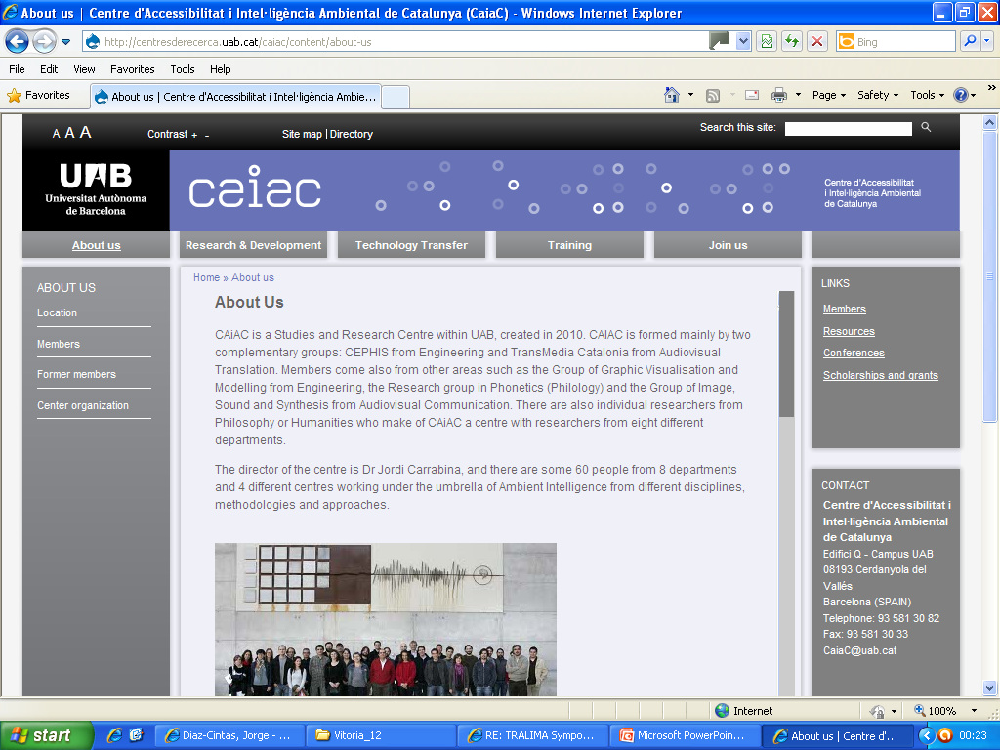 About us | Centre d'Accessibilitat i Intel·ligència Ambiental de Catalunya (CaiaC) - Windows Internet Explorer
http://centresderecerca.uab.cat/caiac/content/about-us
Bing
File Edit View Favorites Tools Help
Favorites
About us | Centre d'Accessibilitat i Intel·ligència Ambie...
Page Safety Tools
A A A
Contrast + -
Site map | Directory
Search this site:
UAB
Universitat Autònoma
de Barcelona
caiac
Centre d'Accessibilitat
i Intel·ligència Ambiental
de Catalunya
About us
Research & Development
Technology Transfer
Training
Join us
ABOUT US
Location
Members
Former members
Center organization
Home » About us
About Us
CAiAC is a Studies and Research Centre within UAB, created in 2010. CAIAC is formed mainly by two
complementary groups: CEPHIS from Engineering and TransMedia Catalonia from Audiovisual
Translation. Members come also from other areas such as the Group of Graphic Visualisation and
Modelling from Engineering, the Research group in Phonetics (Philology) and the Group of Image,
Sound and Synthesis from Audiovisual Communication. There are also individual researchers from
Philosophy or Humanities who make of CAiAC a centre with researchers from eight different
departments.
The director of the centre is Dr Jordi Carrabina, and there are some 60 people from 8 departments
and 4 different centres working under the umbrella of Ambient Intelligence from different disciplines,
methodologies and approaches.
LINKS
Members
Resources
Conferences
Scholarships and grants
CONTACT
Centre d'Accessibilitat i
Intel·ligència Ambiental
de Catalunya
Edifici Q - Campus UAB
08193 Cerdanyola del
Vallés
Barcelona (SPAIN)
Telephone: 93 581 30 82
Fax: 93 581 30 33
CaiaC@uab.cat
Internet
100%
start
Diaz-Cintas, Jorge - ...
Vitoria_12
RE: TRALIMA Sympo...
Microsoft PowerPoin...
About us | Centre d'...
00:23